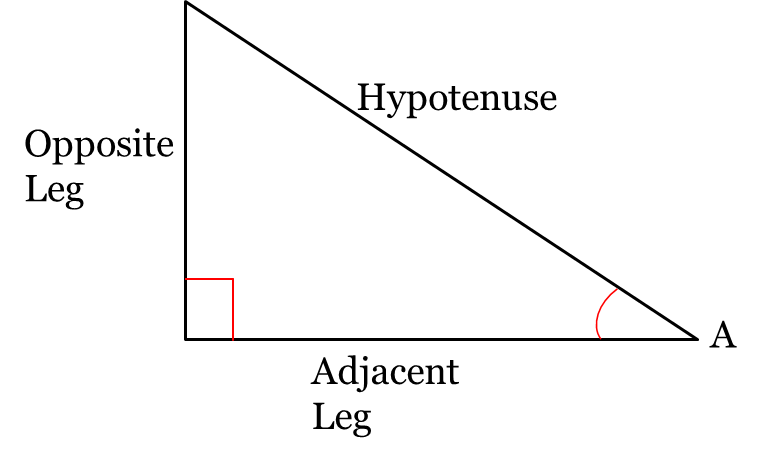 Hypotenuse
Opposite
Leg
A
Adjacent
Leg